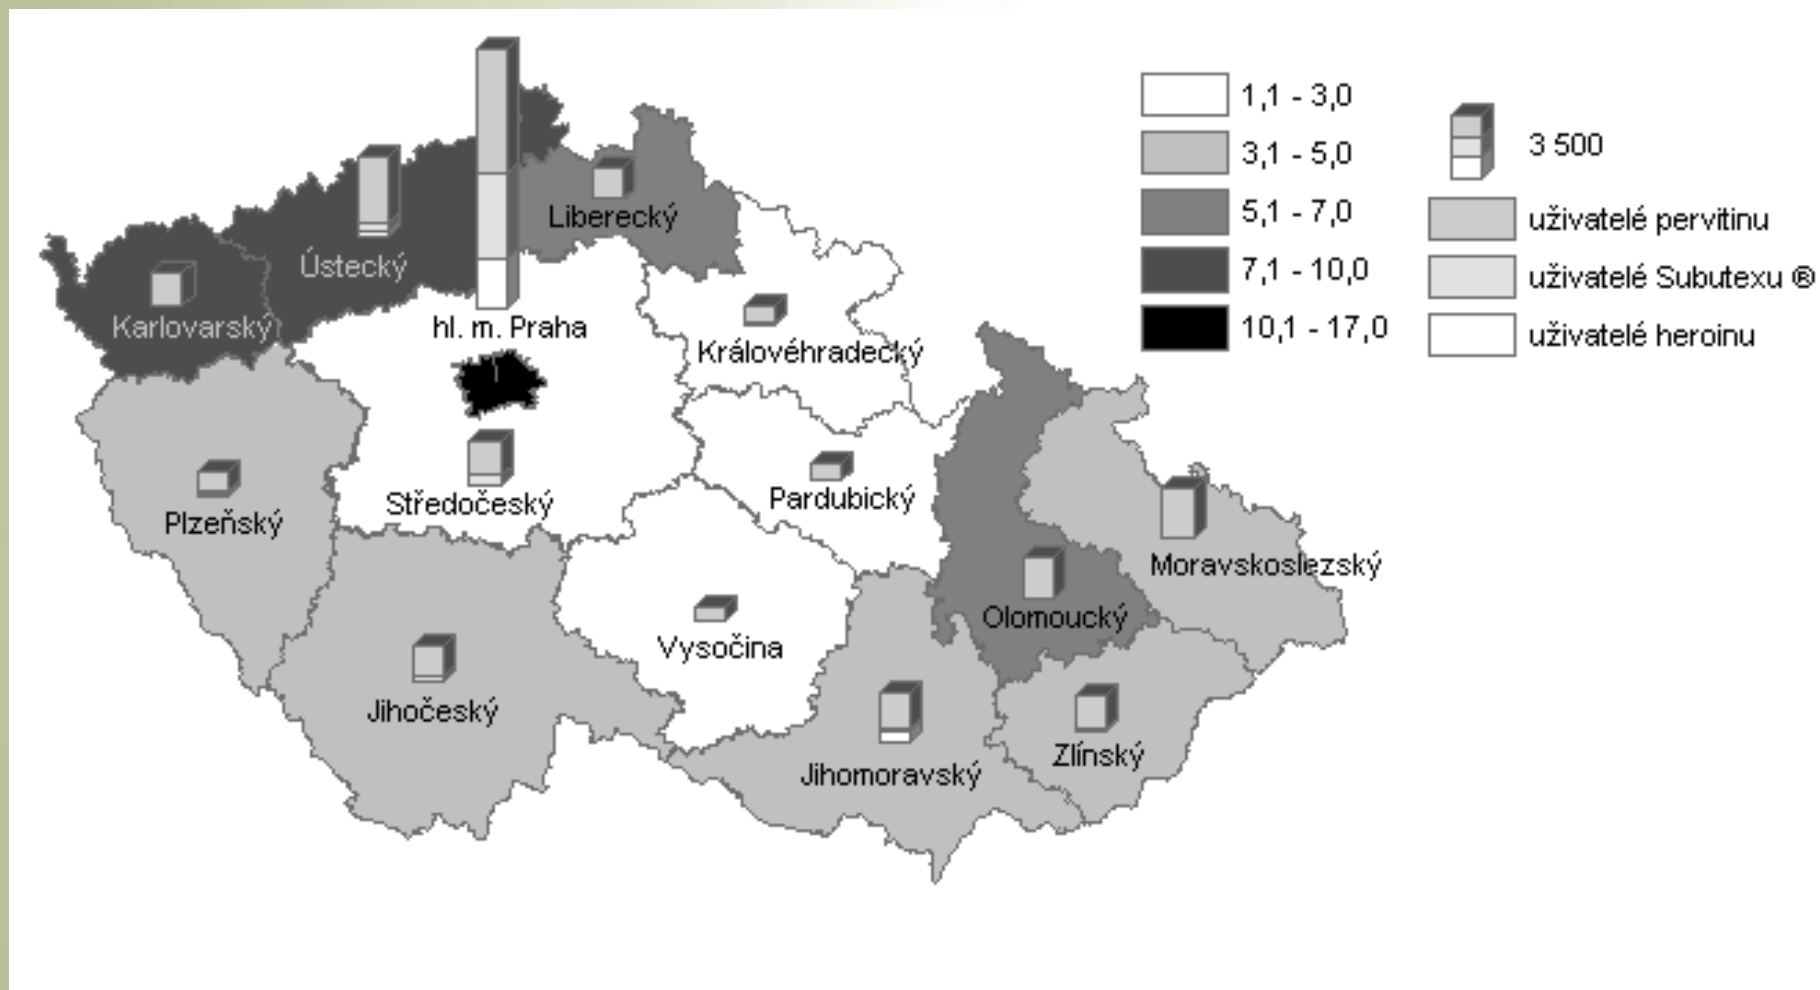 1,1 - 3,0
3,1 - 5,0
5,1 - 7,0
7,1 - 10,0
10,1 - 17,0
3 500
uživatelé pervitinu
uživatelé Subutexu ®
uživatelé heroinu
Liberecký
Ústecký
Karlovarský
hl. m. Praha
Královéhradecký
Plzeňský
Středočeský
Pardubický
Moravskoslezský
Olomoucký
Vysočina
Jihočeský
Jihomoravský
Zlínský